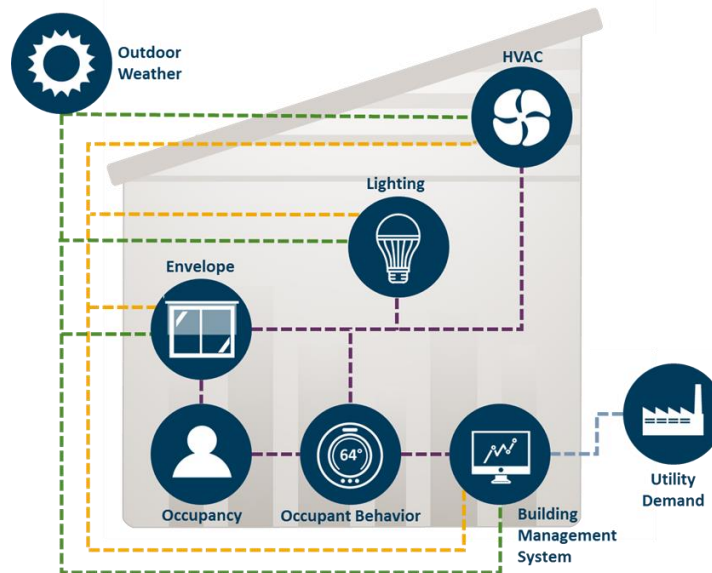 Outdoor
Weather
HVAC
Lighting
Envelope
64°
Occupancy
Occupant Behavior
Building
Management
System
Utility
Demand